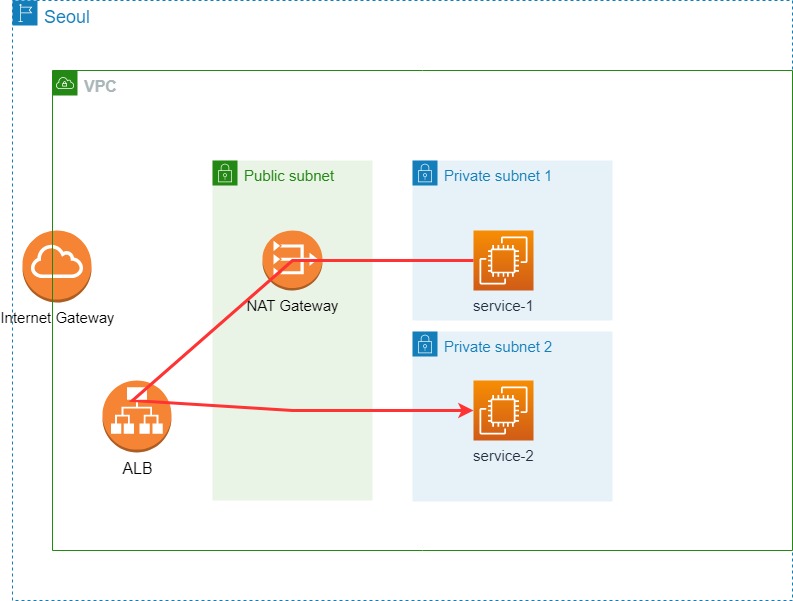 Seoul
VPC
Public subnet
Private subnet 1
NAT Gateway
service-1
Internet Gateway
Private subnet 2
service-2
ALB